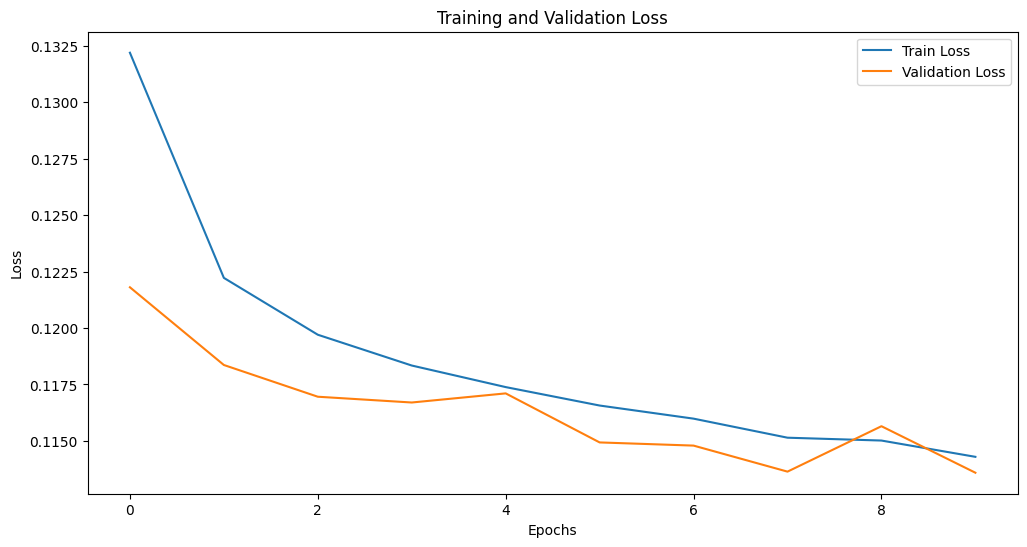 Training and Validation Loss
Train Loss
Validation Loss
0.1325
0.1300
0.1275
0.1250
0.1225
0.1200
0.1175
0.1150
Loss
0 2 4 6 8
Epochs